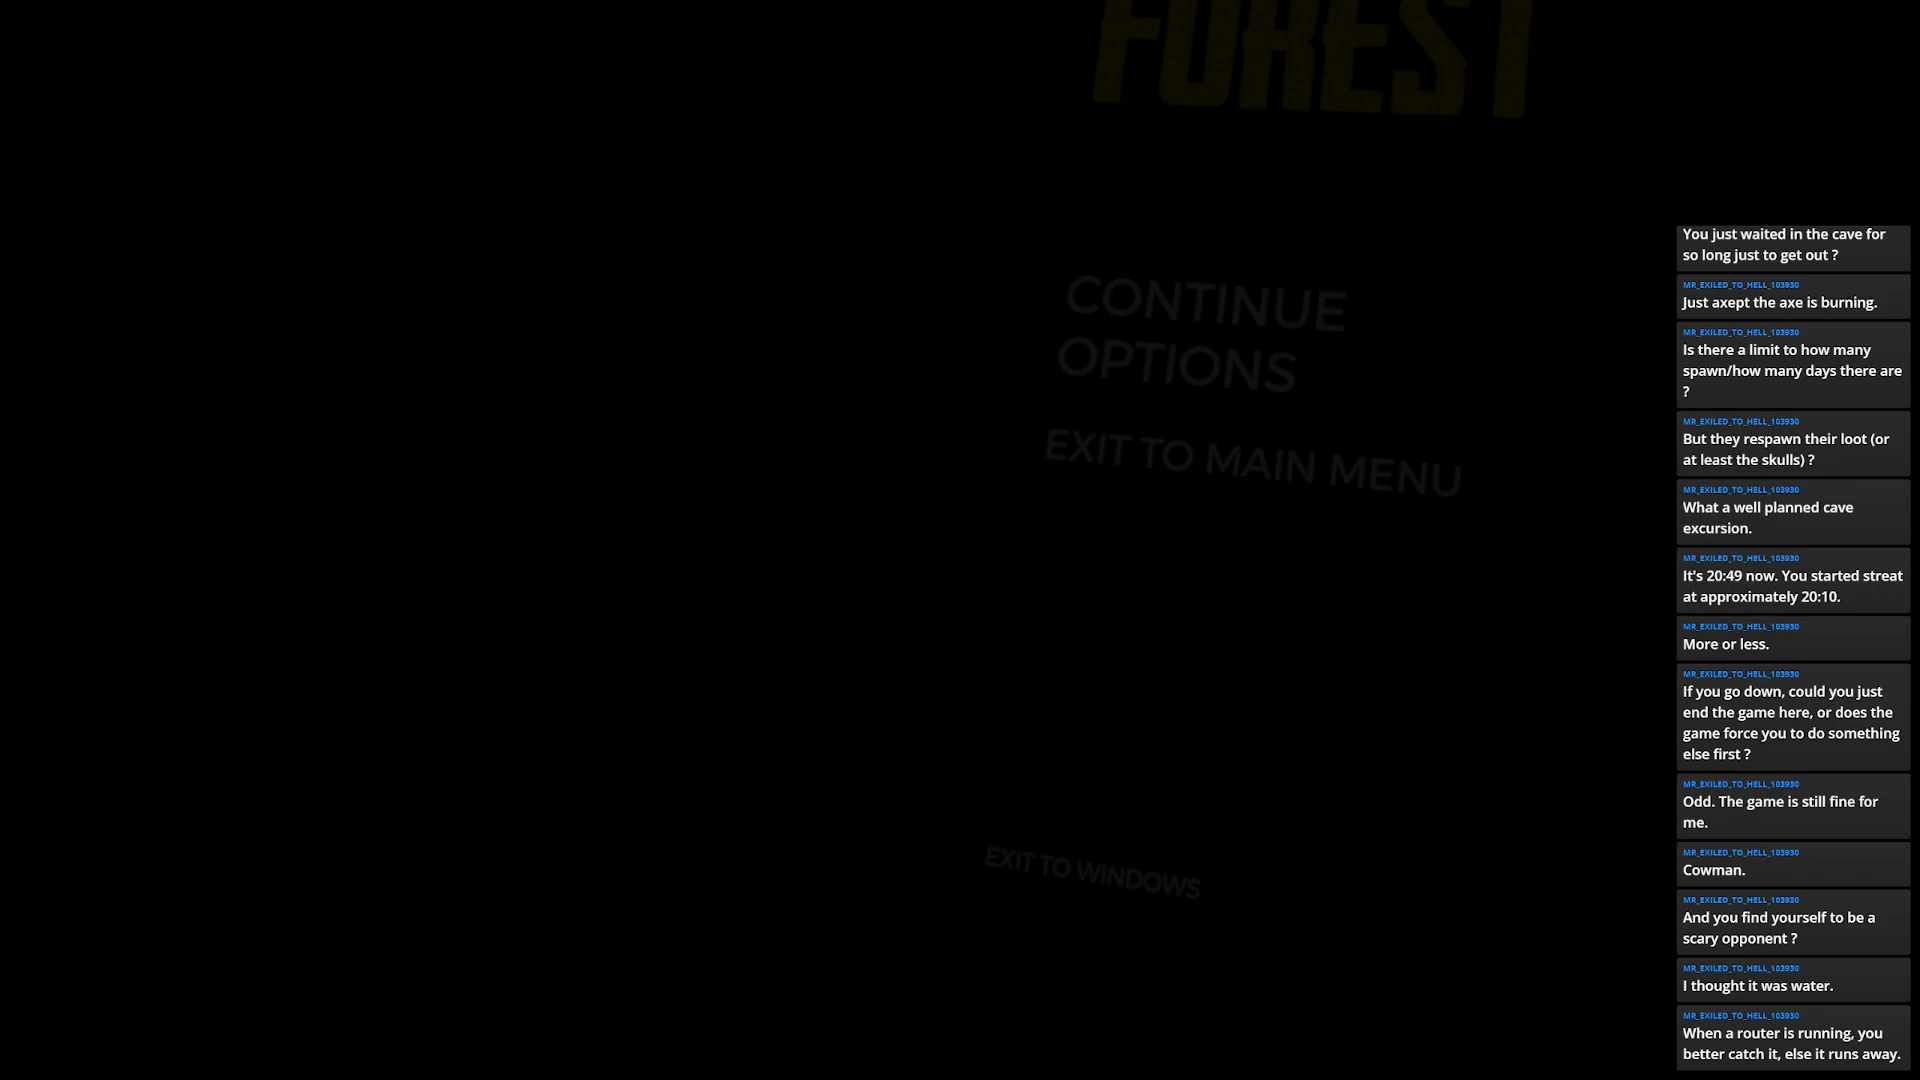 FOREST
CONTINUE
OPTIONS
EXIT TO MAIN MENU
EXIT TO WINDOWS
You just waited in the cave for
so long just to get out ?
MR_EXILED_TO_HELL_103930
Just axept the axe is burning.
MR_EXILED_TO_HELL_103930
Is there a limit to how many
spawn/how many days there are
?
MR_EXILED_TO_HELL_103930
But they respawn their loot (or
at least the skulls) ?
MR_EXILED_TO_HELL_103930
What a well planned cave
excursion.
MR_EXILED_TO_HELL_103930
It's 20:49 now. You started streat
at approximately 20:10.
MR_EXILED_TO_HELL_103930
More or less.
MR_EXILED_TO_HELL_103930
If you go down, could you just
end the game here, or does the
game force you to do something
else first ?
MR_EXILED_TO_HELL_103930
Odd. The game is still fine for
me.
MR_EXILED_TO_HELL_103930
Cowman.
MR_EXILED_TO_HELL_103930
And you find yourself to be a
scary opponent ?
MR_EXILED_TO_HELL_103930
I thought it was water.
MR_EXILED_TO_HELL_103930
When a router is running, you
better catch it, else it runs away.